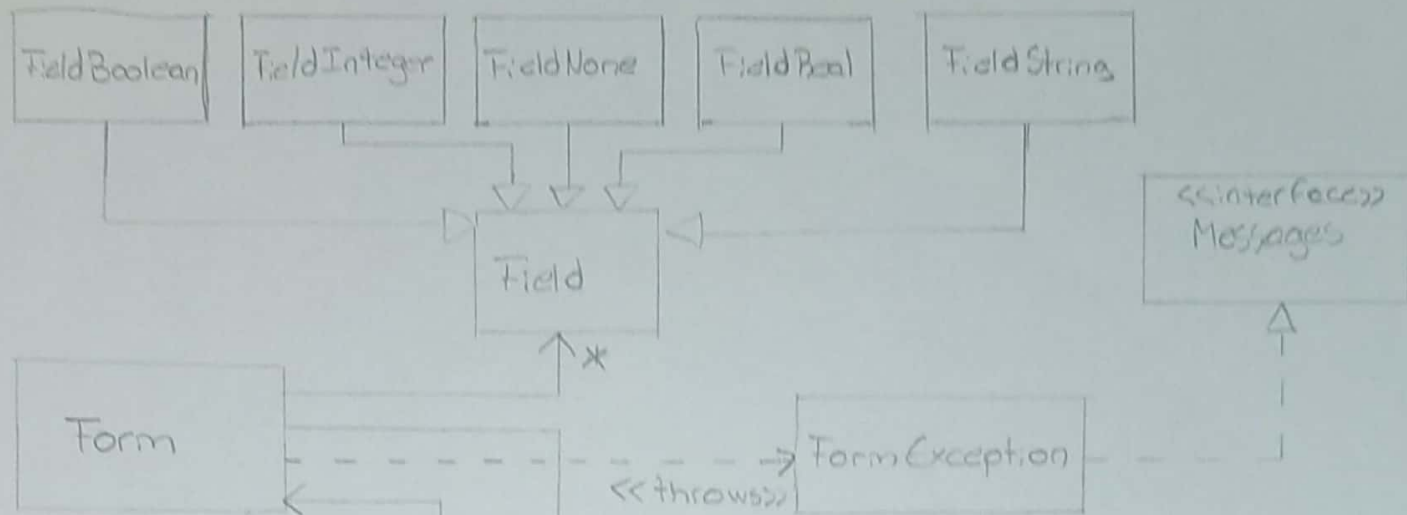 FieldBoolean
FieldInteger
FieldNone
FieldReal
FieldString
<<interface>>
Messages
Field
*
Form
FormException
<<throws>>